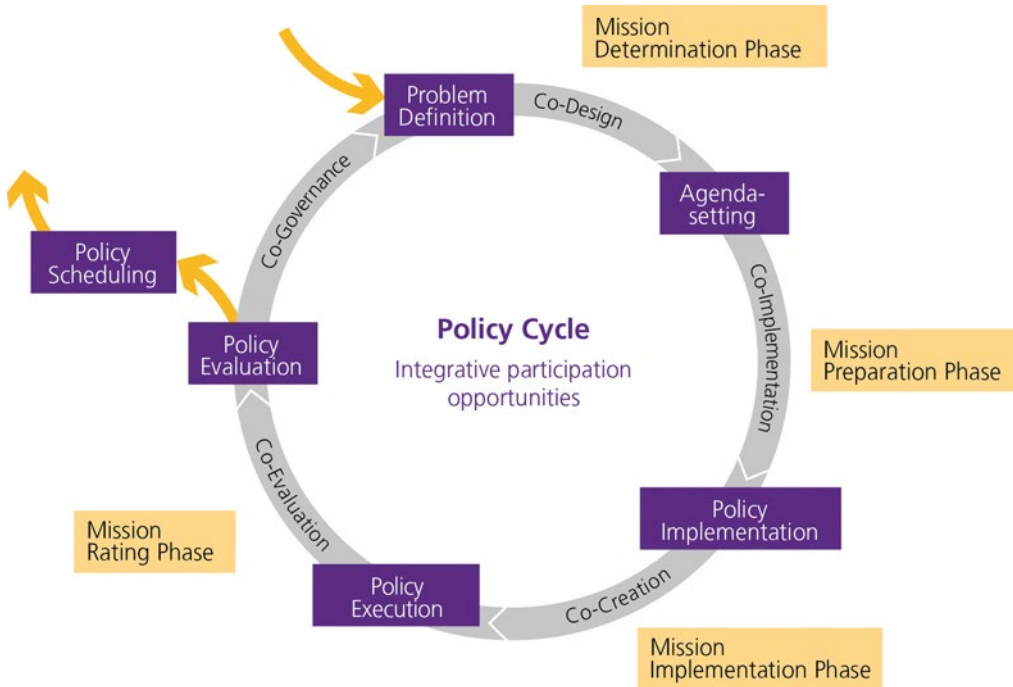 Mission
Determination Phase
Problem
Definition
Co-Design
Agenda-
setting
Co-Implementation
Mission
Preparation Phase
Policy
Implementation
Co-Creation
Mission
Implementation Phase
Policy
Execution
Co-Evaluation
Mission
Rating Phase
Policy
Evaluation
Policy
Scheduling
Co-Governance
Policy Cycle
Integrative participation
opportunities